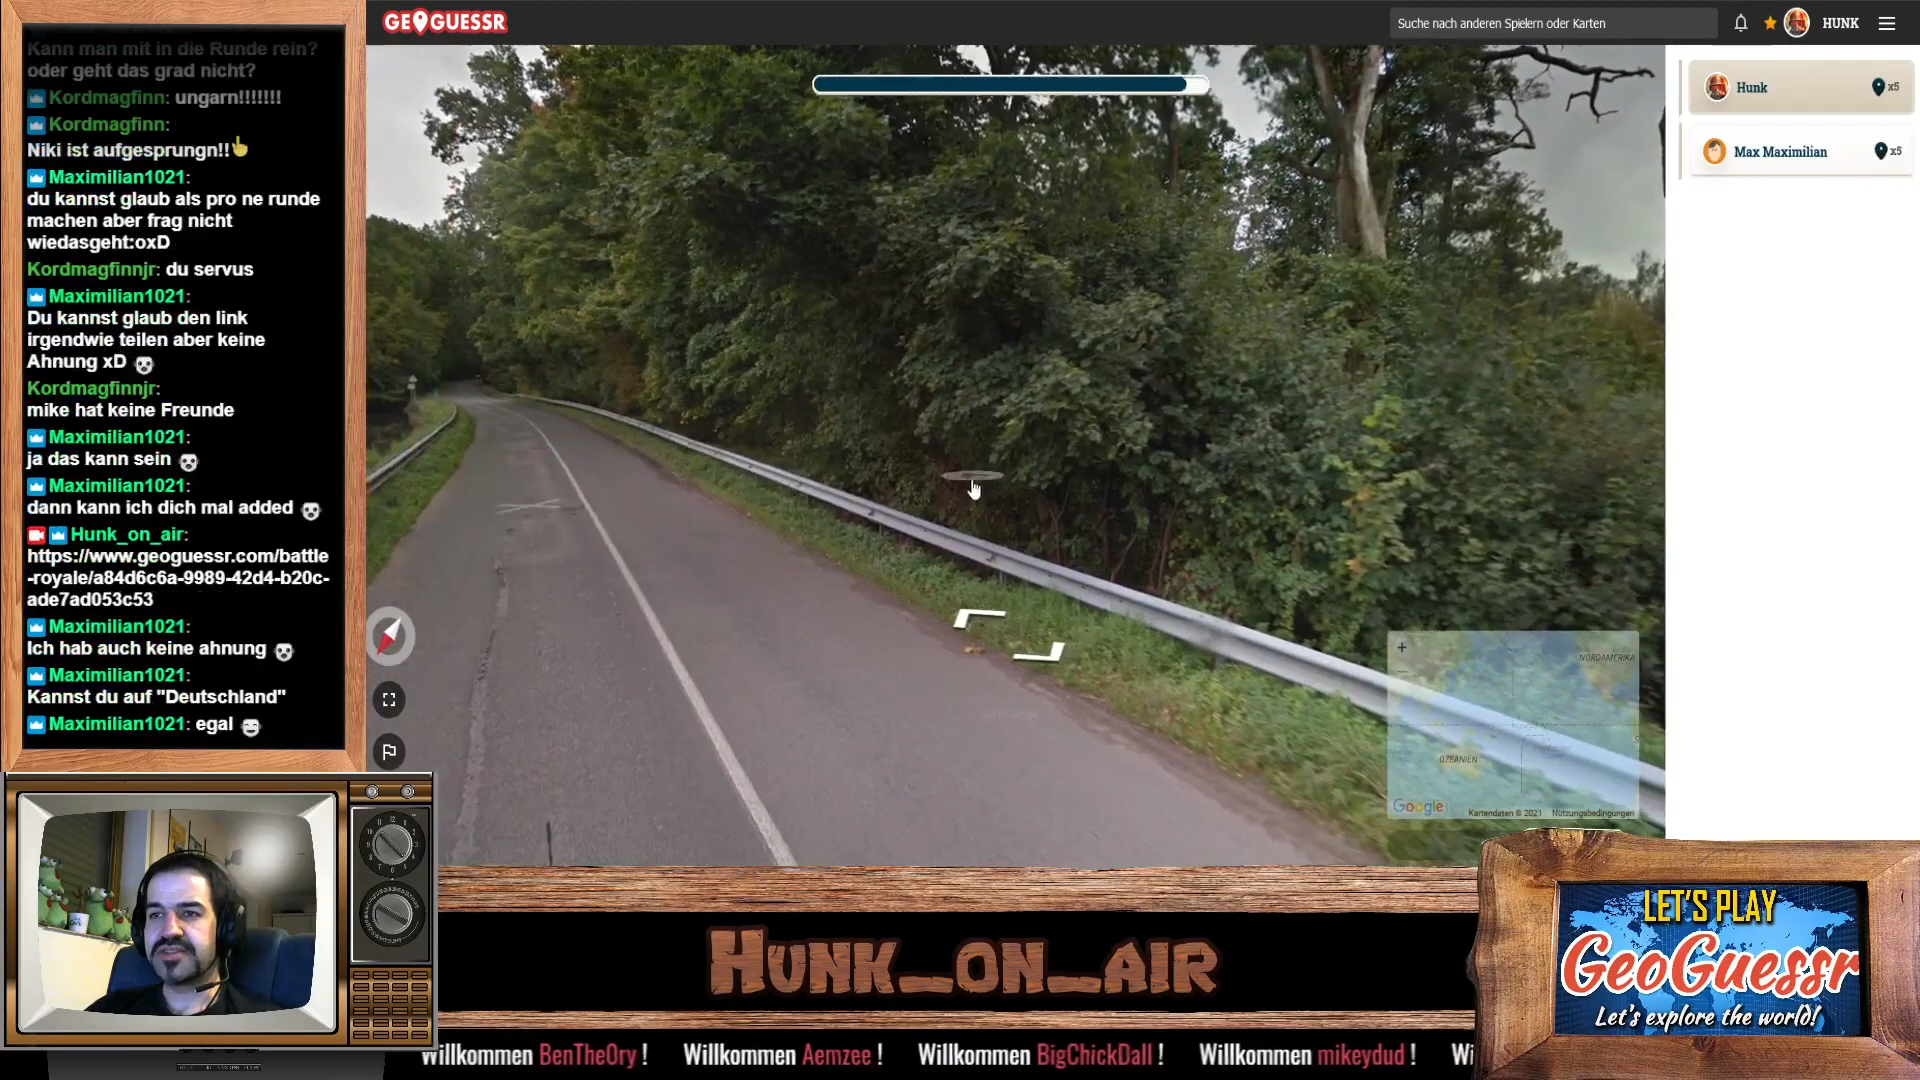 Kann man mit in die Runde rein?
oder geht das grad nicht?
Kordmagfinn: ungarn!!!!!!!
Kordmagfinn:
Niki ist aufgesprungn!!
Maximilian1021:
du kannst glaub als pro ne runde
machen aber frag nicht
wiedasgeht:oxD
Kordmagfinnjr: du servus
Maximilian1021:
Du kannst glaub den link
irgendwie teilen aber keine
Ahnung xD
Kordmagfinnjr:
mike hat keine Freunde
Maximilian1021:
ja das kann sein
Maximilian1021:
dann kann ich dich mal added
Hunk_on_air:
https://www.geoguessr.com/battle
-royale/a84d6c6a-9989-42d4-b20c-
ade7ad053c53
Maximilian1021:
Ich hab auch keine ahnung
Maximilian1021:
Kannst du auf "Deutschland"
Maximilian1021: egal
GEOGUESSR
Suche nach anderen Spielern oder Karten
HUNK
Hunk
x5
Max Maximilian
x5
+
NORDAMERIKA
OZEANIEN
Google
Kartendaten © 2021 Nutzungsbedingungen
HUNK_ON_AIR
LET'S PLAY
GeoGuessr
Let's explore the world!
Willkommen BenTheOry ! Willkommen Aemzee ! Willkommen BigChickDall ! Willkommen mikeydud ! Wi